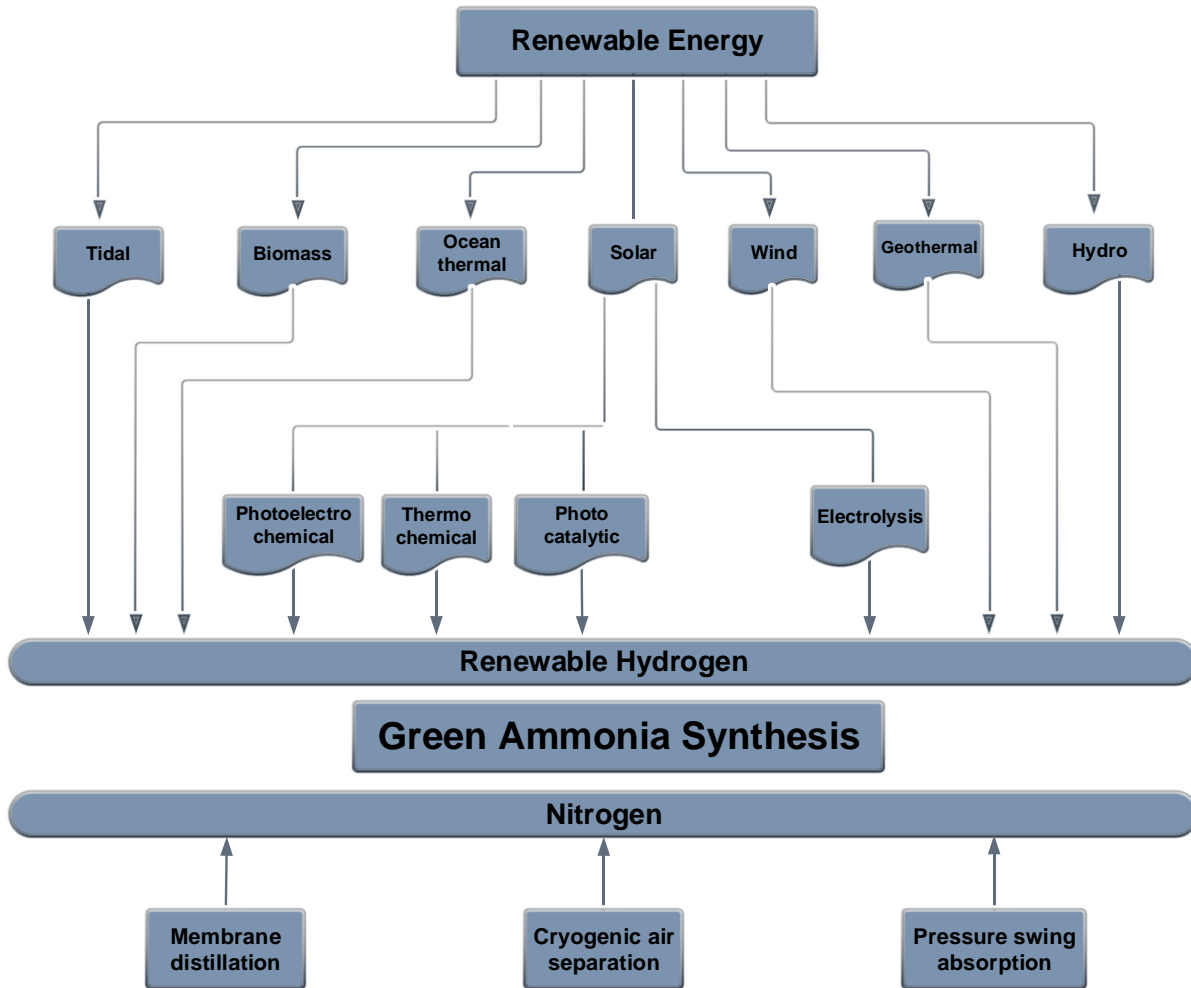 Renewable Energy
Tidal
Biomass
Ocean
thermal
Solar
Wind
Geothermal
Hydro
Photoelectro
chemical
Thermo
chemical
Photo
catalytic
Electrolysis
Renewable Hydrogen
Green Ammonia Synthesis
Nitrogen
Membrane
distillation
Cryogenic air
separation
Pressure swing
absorption